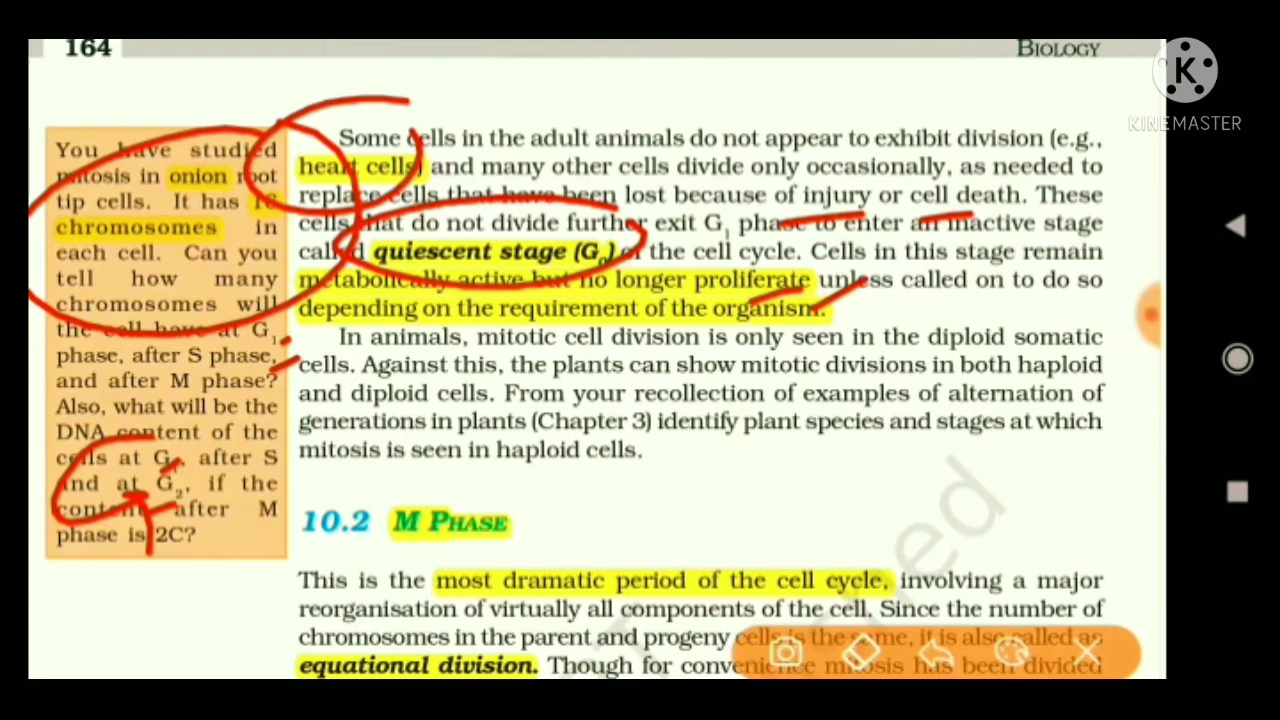 164
BIOLOGY
K
KINEMASTER
You have studied
mitosis in onion root
tip cells. It has 16
chromosomes in
each cell. Can you
tell how many
chromosomes will
the cell have at G1
phase, after S phase,
and after M phase?
Also, what will be the
DNA content of the
cells at G1, after S
and at G2, if the
content after M
phase is 2C?
Some cells in the adult animals do not appear to exhibit division (e.g.,
heart cells) and many other cells divide only occasionally, as needed to
replace cells that have been lost because of injury or cell death. These
cells that do not divide further exit G1 phase to enter an inactive stage
called quiescent stage (G0) of the cell cycle. Cells in this stage remain
metabolically active but no longer proliferate unless called on to do so
depending on the requirement of the organism.
In animals, mitotic cell division is only seen in the diploid somatic
cells. Against this, the plants can show mitotic divisions in both haploid
and diploid cells. From your recollection of examples of alternation of
generations in plants (Chapter 3) identify plant species and stages at which
mitosis is seen in haploid cells.
10.2 M PHASE
This is the most dramatic period of the cell cycle, involving a major
reorganisation of virtually all components of the cell. Since the number of
chromosomes in the parent and progeny cells is the same, it is also called as
equational division. Though for convenience mitosis has been divided